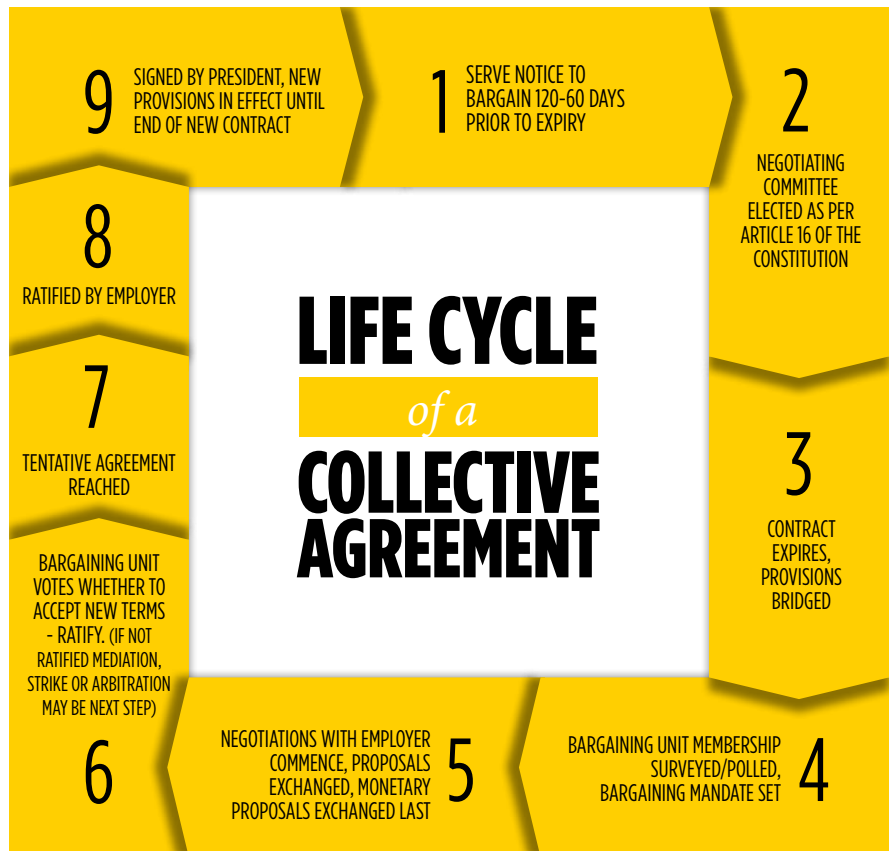 LIFE CYCLE
of a
COLLECTIVE
AGREEMENT
1
SERVE NOTICE TO
BARGAIN 120-60 DAYS
PRIOR TO EXPIRY
2
NEGOTIATING
COMMITTEE
ELECTED AS PER
ARTICLE 16 OF THE
CONSTITUTION
3
CONTRACT
EXPIRES,
PROVISIONS
BRIDGED
4
BARGAINING UNIT MEMBERSHIP
SURVEYED/POLLED,
BARGAINING MANDATE SET
5
NEGOTIATIONS WITH EMPLOYER
COMMENCE, PROPOSALS
EXCHANGED, MONETARY
PROPOSALS EXCHANGED LAST
BARGAINING UNIT
VOTES WHETHER TO
ACCEPT NEW TERMS
- RATIFY. (IF NOT
RATIFIED MEDIATION,
STRIKE OR ARBITRATION
MAY BE NEXT STEP)
6
7
TENTATIVE AGREEMENT
REACHED
8
RATIFIED BY EMPLOYER
9
SIGNED BY PRESIDENT, NEW
PROVISIONS IN EFFECT UNTIL
END OF NEW CONTRACT